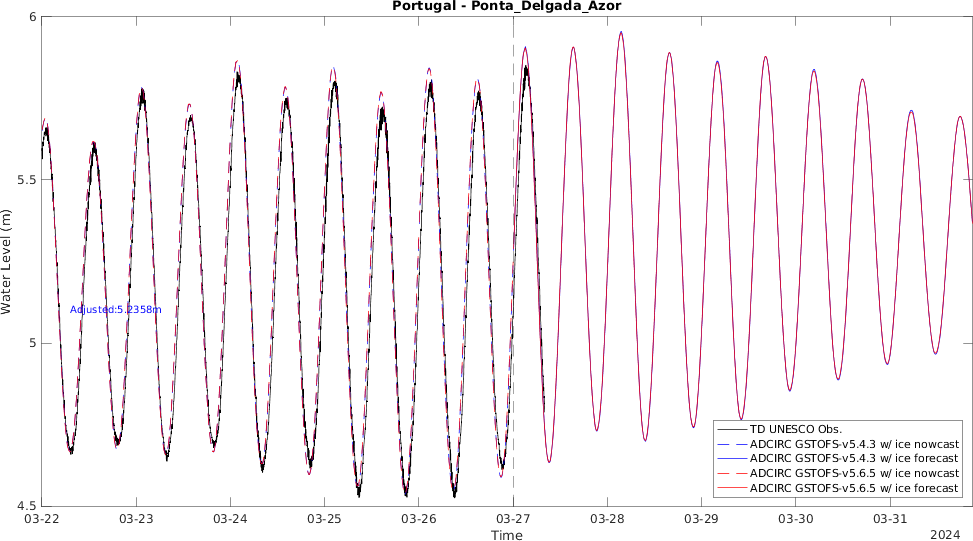 Portugal - Ponta_Delgada_Azor
6
5.5
5
4.5
Water Level (m)
Adjusted:5.2358m
TD UNESCO Obs.
ADCIRC GSTOFS-v5.4.3 w/ ice nowcast
ADCIRC GSTOFS-v5.4.3 w/ ice forecast
ADCIRC GSTOFS-v5.6.5 w/ ice nowcast
ADCIRC GSTOFS-v5.6.5 w/ ice forecast
03-22 03-23 03-24 03-25 03-26 03-27 03-28 03-29 03-30 03-31
Time
2024